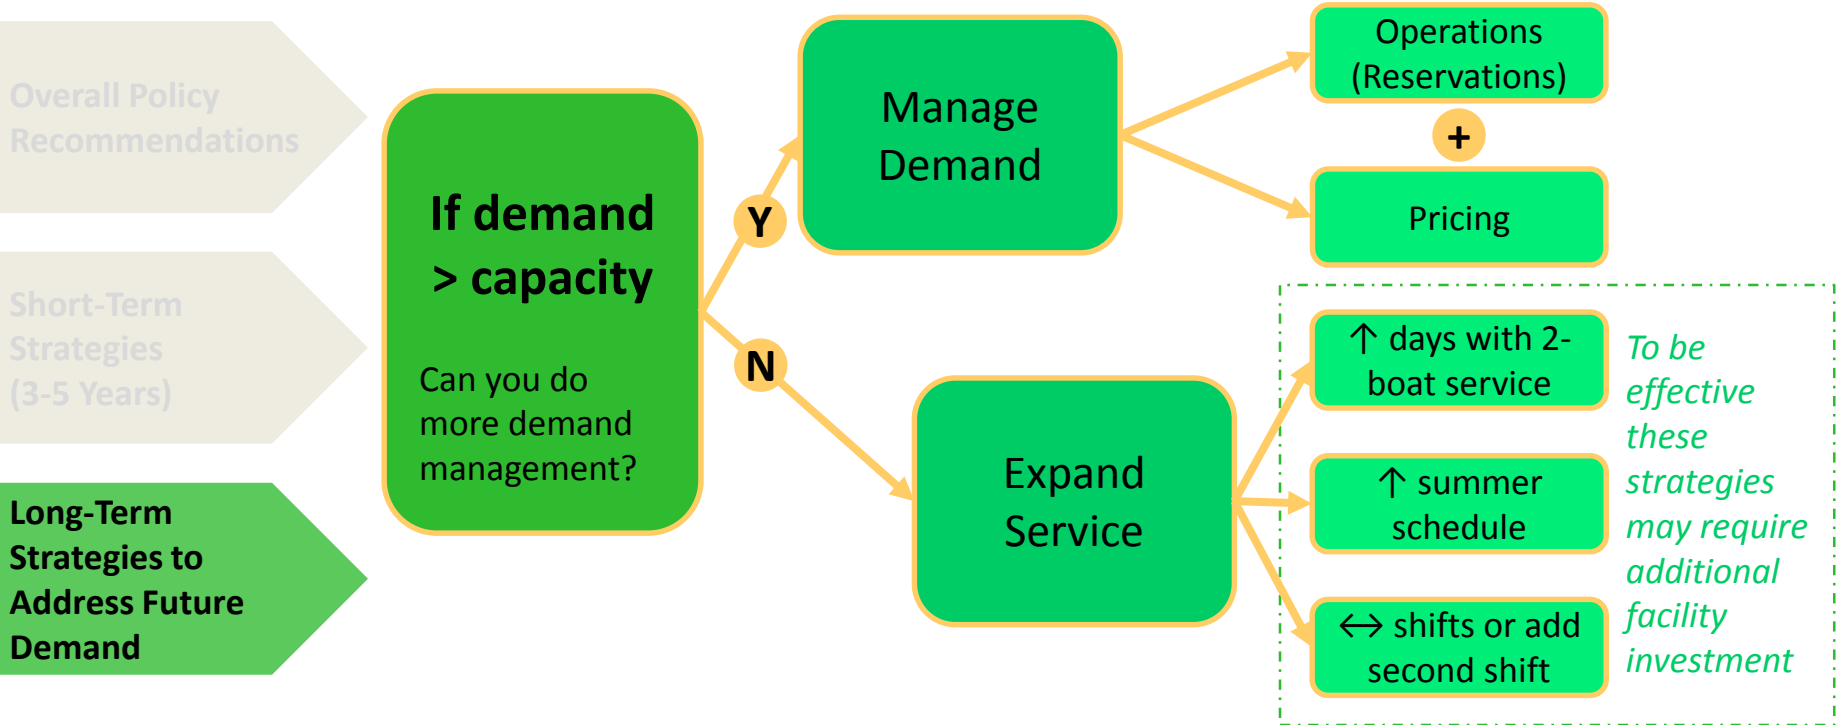 Overall Policy
Recommendations
Short-Term
Strategies
(3-5 Years)
Long-Term
Strategies to
Address Future
Demand
If demand
> capacity
Can you do
more demand
management?
Y
N
Manage
Demand
Expand
Service
Operations
(Reservations)
+
Pricing
↑ days with 2-
boat service
↑ summer
schedule
↔ shifts or add
second shift
To be
effective
these
strategies
may require
additional
facility
investment